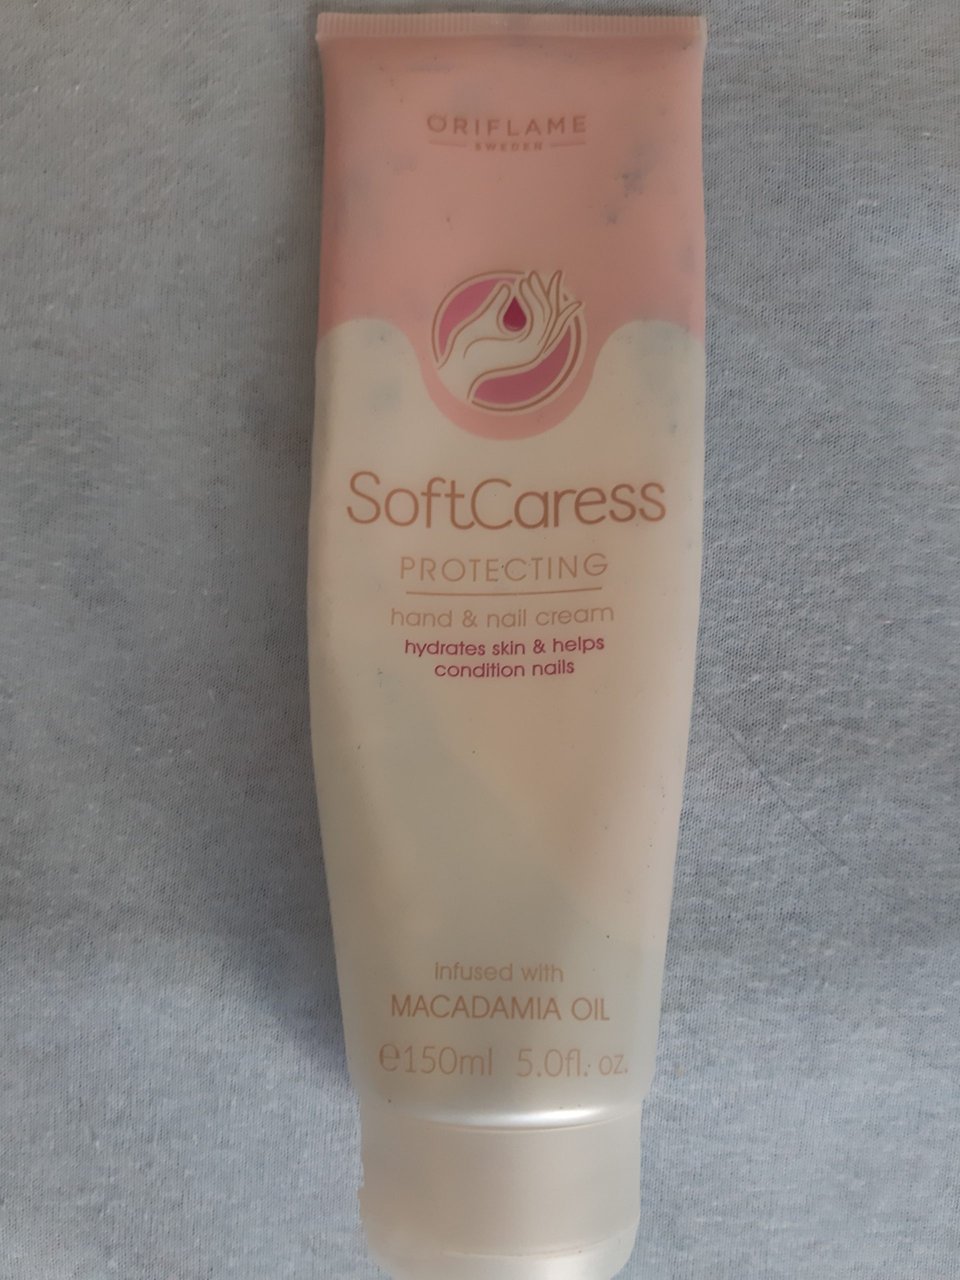 ORIFLAME
SWEDEN
SoftCaress
PROTECTING
hand & nail cream
hydrates skin & helps
condition nails
infused with
MACADAMIA OIL
℮150ml 5.0fl. oz.